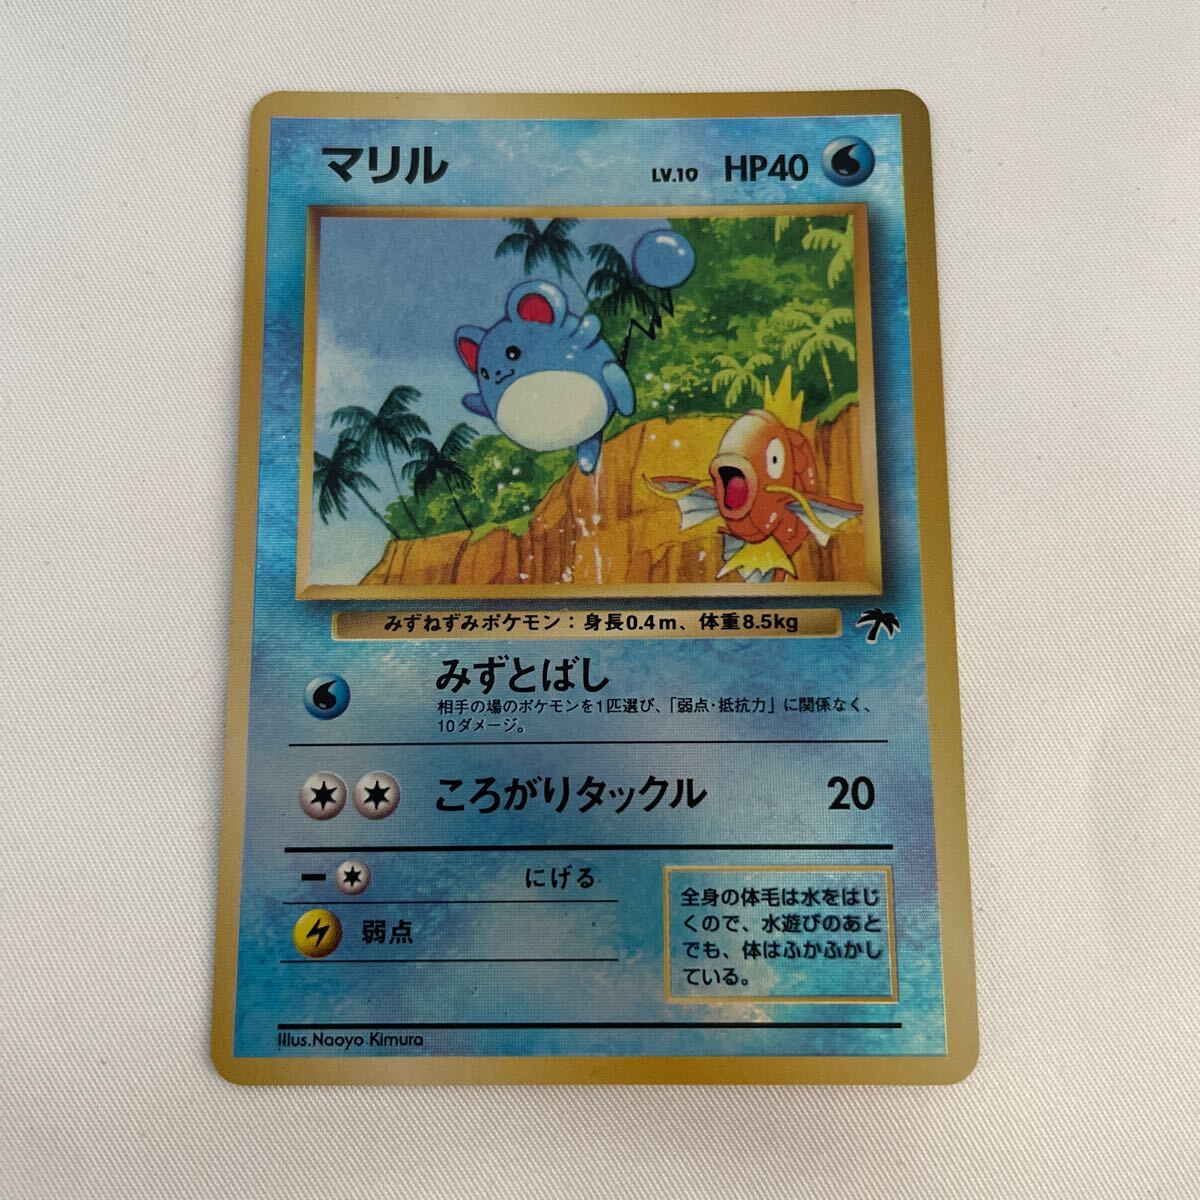 マリル LV.10 HP40
みずねずみポケモン：身長0.4m、体重8.5kg
みずとばし
相手の場のポケモンを1匹選び、「弱点・抵抗力」に関係なく、
10ダメージ。
ころがりタックル 20
にげる
弱点
全身の体毛は水をはじ
くので、水遊びのあと
でも、体はふかふかし
ている。
Illus.Naoyo Kimura